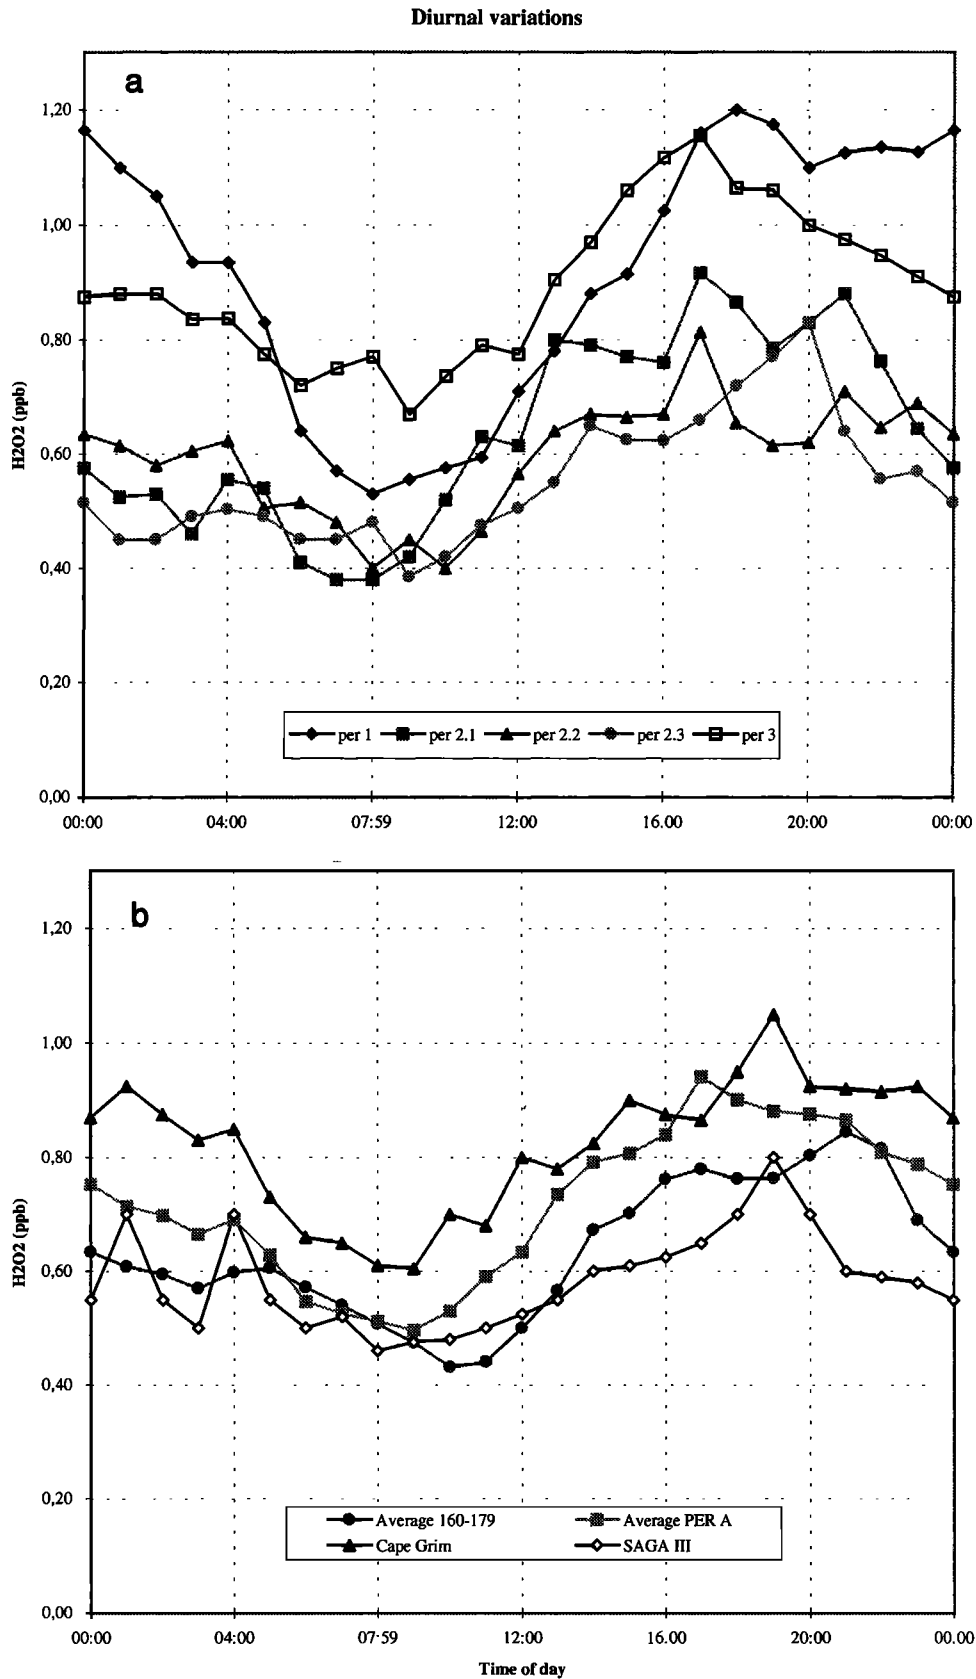 Diurnal variations
a
1,20
1,00
0,80
0,60
0,40
0,20
0,00
H2O2 (ppb)
per 1 per 2.1 per 2.2 per 2.3 per 3
00:00 04:00 07:59 12:00 16.00 20:00 00:00
b
1,20
1,00
0,80
0,60
0,40
0,20
0,00
H2O2 (ppb)
Average 160-179 Average PER A
Cape Grim SAGA III
00:00 04:00 07:59 12:00 16.00 20:00 00.00
Time of day